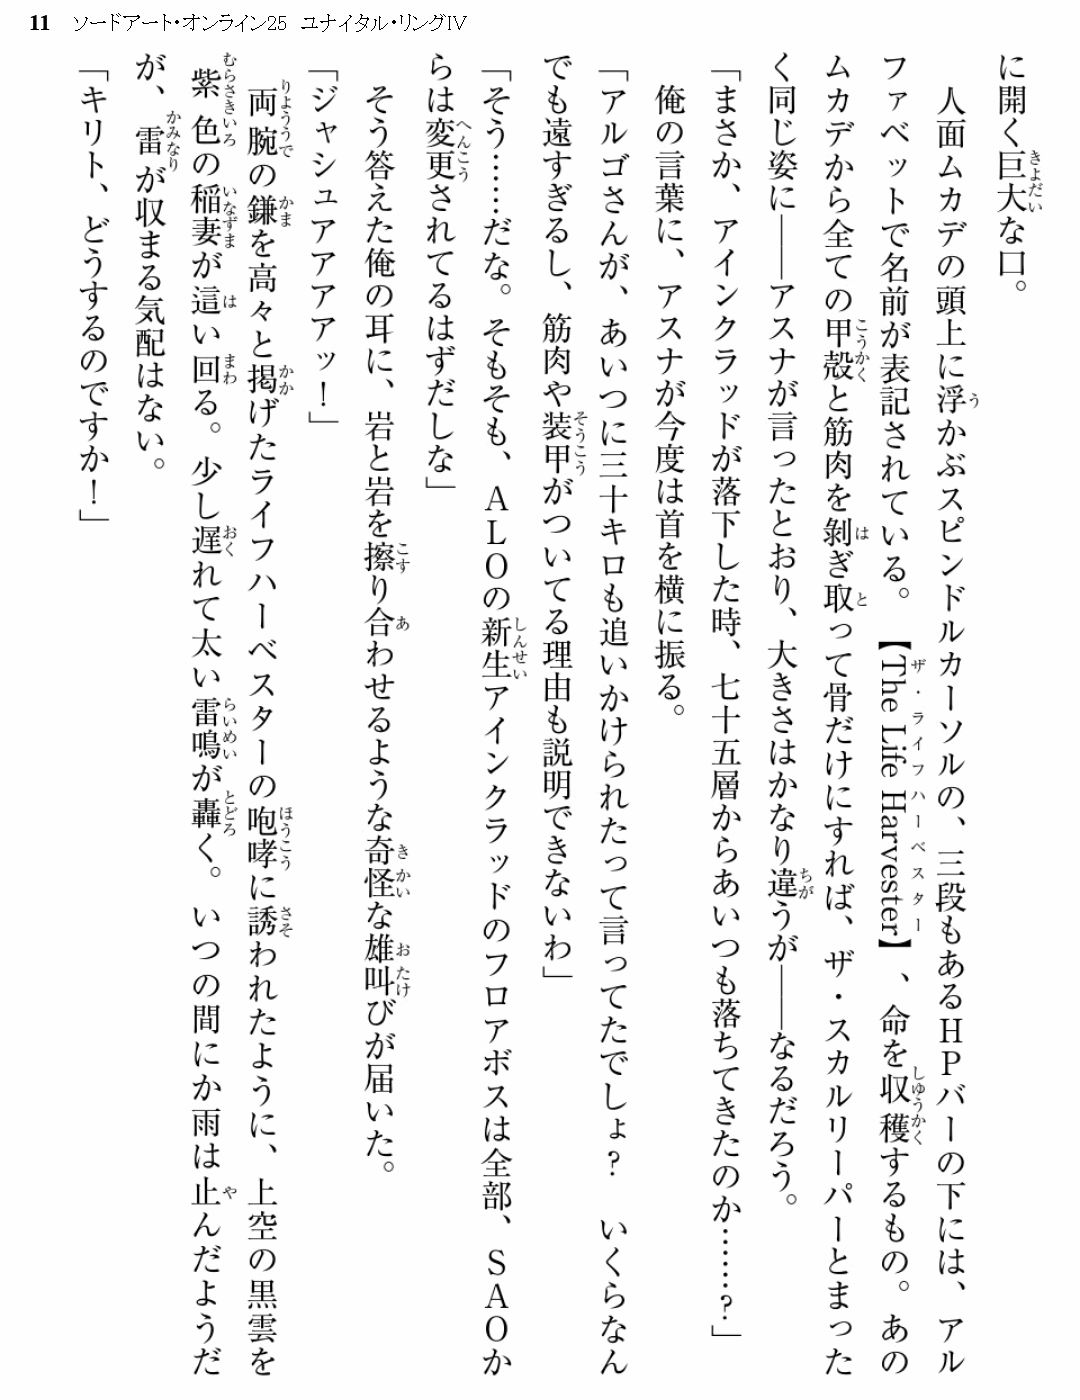 11 ソードアート・オンライン25 ユナイタル・リングIV
に開く巨大な口。
人面ムカデの頭上に浮かぶスピンドルカーソルの、三段もあるHPバーの下には、アル
ファベットで名前が表記されている。【The Life Harvester】、命を収穫するもの。あの
ムカデから全ての甲殻と筋肉を剝ぎ取って骨だけにすれば、ザ・スカルリーパーとまった
く同じ姿に――アスナが言ったとおり、大きさはかなり違うが――なるだろう。
「まさか、アインクラッドが落下した時、七十五層からあいつも落ちてきたのか……?」
俺の言葉に、アスナが今度は首を横に振る。
「アルゴさんが、あいつに三十キロも追いかけられたって言ってたでしょ? いくらなん
でも遠すぎるし、筋肉や装甲がついてる理由も説明できないわ」
「そう……だな。そもそも、ALOの新生アインクラッドのフロアボスは全部、SAOか
らは変更されてるはずだしな」
そう答えた俺の耳に、岩と岩を擦り合わせるような奇怪な雄叫びが届いた。
「ジャシュアアアアッ!」
両腕の鎌を高々と掲げたライフハーベスターの咆哮に誘われたように、上空の黒雲を
紫色の稲妻が這い回る。少し遅れて太い雷鳴が轟く。いつの間にか雨は止んだようだ
が、雷が収まる気配はない。
「キリト、どうするのですか!」